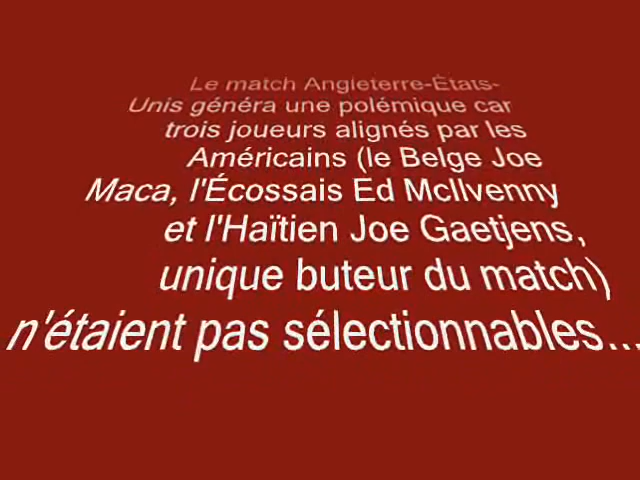 Le match Angleterre-États-
Unis généra une polémique car
trois joueurs alignés par les
Américains (le Belge Joe
Maca, l'Écossais Ed McIlvenny
et l'Haïtien Joe Gaetjens,
unique buteur du match)
n'étaient pas sélectionnables...